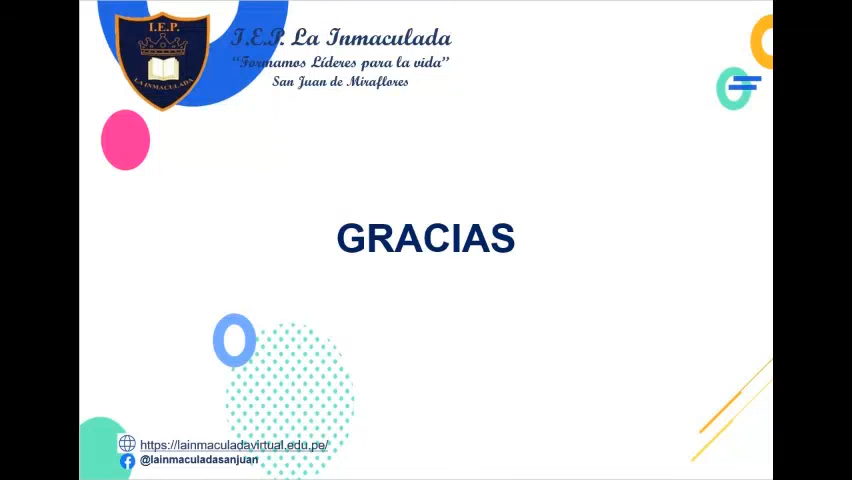 I.E.P.
LA INMACULADA
I.E.P. La Inmaculada
“Formamos Líderes para la vida”
San Juan de Miraflores
GRACIAS
https://lainmaculadavirtual.edu.pe/
@lainmaculadasanjuan